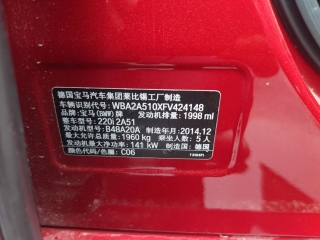 德国宝马汽车集团莱比锡工厂制造
车辆识别代号: WBA2A510XFV424148
品牌: 宝马(BMW)牌 发动机排量: 1998 ml
整车型号: 220i 2A51
发动机型号: B48A20A 制造年月: 2014.12
最大允许总质量: 1960 kg 乘坐人数: 5 人
发动机最大净功率: 141 kW 制造国: 德国
颜色代码/色漆: C06